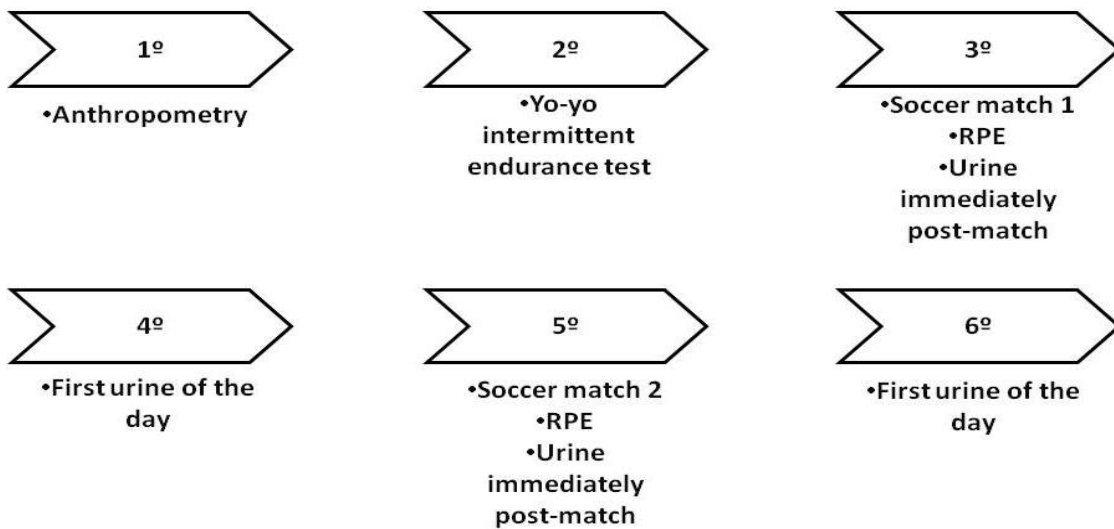 1º
•Anthropometry
2º
•Yo-yo
intermittent
endurance test
3º
•Soccer match 1
•RPE
•Urine
immediately
post-match
4º
•First urine of the
day
5º
•Soccer match 2
•RPE
•Urine
immediately
post-match
6º
•First urine of the
day